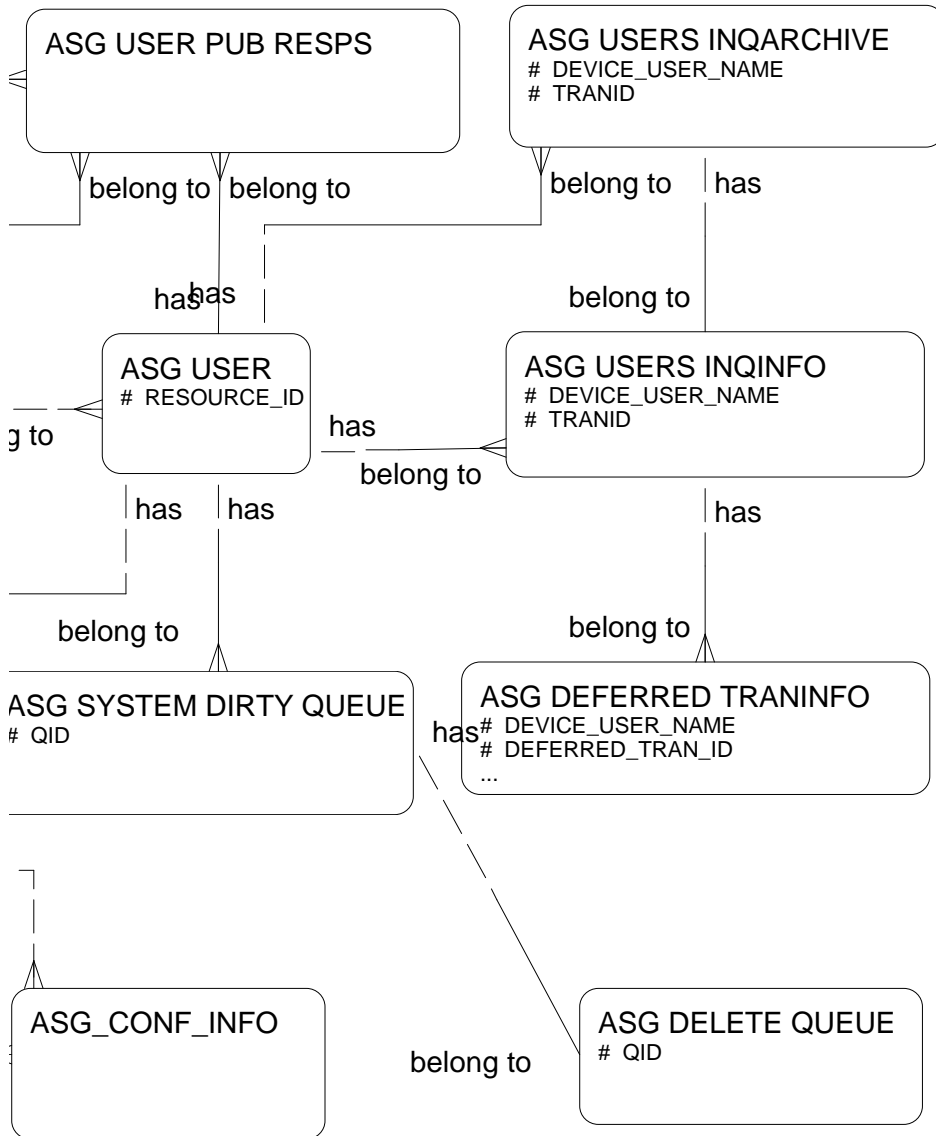 ASG USER PUB RESPS
ASG USERS INQARCHIVE
# DEVICE_USER_NAME
# TRANID
belong to
belong to
belong to
has
has
has
belong to
ASG USER
# RESOURCE_ID
ASG USERS INQINFO
# DEVICE_USER_NAME
# TRANID
g to
has
belong to
has
has
has
belong to
belong to
ASG SYSTEM DIRTY QUEUE
# QID
has
ASG DEFERRED TRANINFO
# DEVICE_USER_NAME
# DEFERRED_TRAN_ID
...
ASG_CONF_INFO
belong to
ASG DELETE QUEUE
# QID